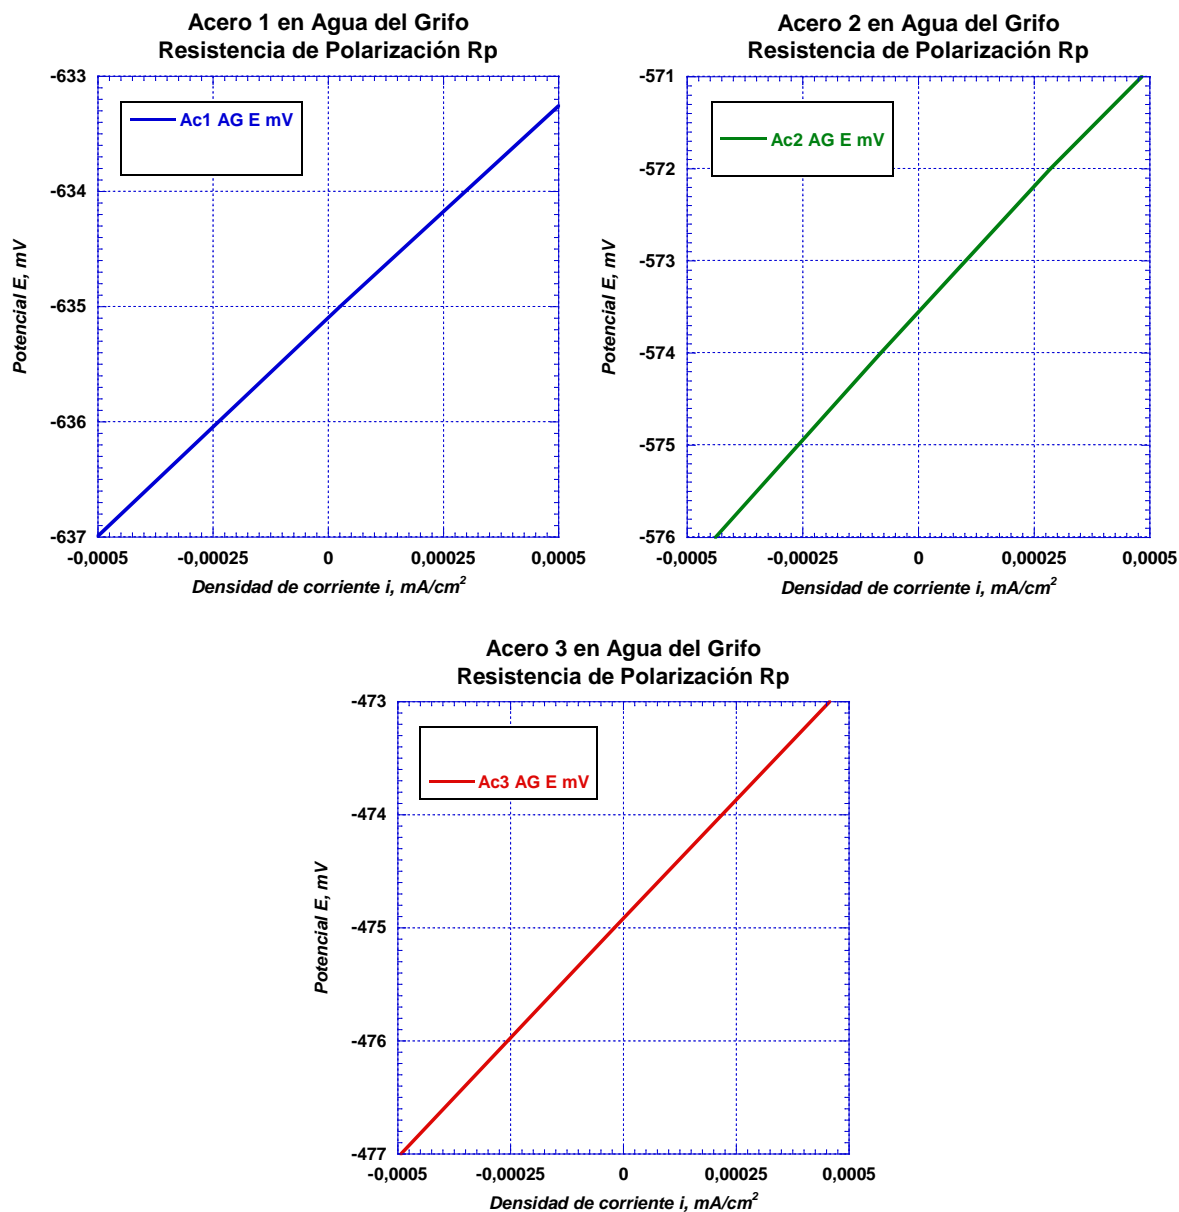 Acero 1 en Agua del Grifo
Resistencia de Polarización Rp
-633
-634
-635
-636
-637
Potencial E, mV
Ac1 AG E mV
-0,0005
-0,00025
0
0,00025
0,0005
Densidad de corriente i, mA/cm²
Acero 2 en Agua del Grifo
Resistencia de Polarización Rp
-571
-572
-573
-574
-575
-576
Potencial E, mV
Ac2 AG E mV
-0,0005
-0,00025
0
0,00025
0,0005
Densidad de corriente i, mA/cm²
Acero 3 en Agua del Grifo
Resistencia de Polarización Rp
-473
-474
-475
-476
-477
Potencial E, mV
Ac3 AG E mV
-0,0005
-0,00025
0
0,00025
0,0005
Densidad de corriente i, mA/cm²